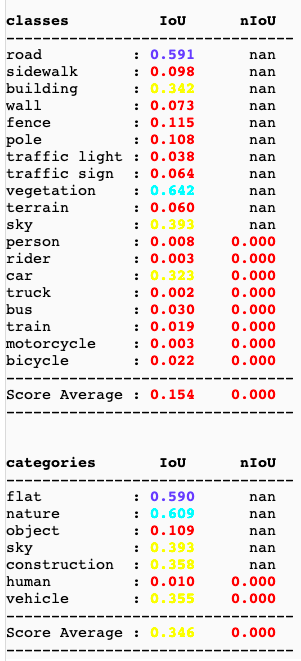 classes IoU nIoU
--------------------------------
road : 0.591 nan
sidewalk : 0.098 nan
building : 0.342 nan
wall : 0.073 nan
fence : 0.115 nan
pole : 0.108 nan
traffic light : 0.038 nan
traffic sign : 0.064 nan
vegetation : 0.642 nan
terrain : 0.060 nan
sky : 0.393 nan
person : 0.008 0.000
rider : 0.003 0.000
car : 0.323 0.000
truck : 0.002 0.000
bus : 0.030 0.000
train : 0.019 0.000
motorcycle : 0.003 0.000
bicycle : 0.022 0.000
--------------------------------
Score Average : 0.154 0.000
--------------------------------
categories IoU nIoU
--------------------------------
flat : 0.590 nan
nature : 0.609 nan
object : 0.109 nan
sky : 0.393 nan
construction : 0.358 nan
human : 0.010 0.000
vehicle : 0.355 0.000
--------------------------------
Score Average : 0.346 0.000
--------------------------------